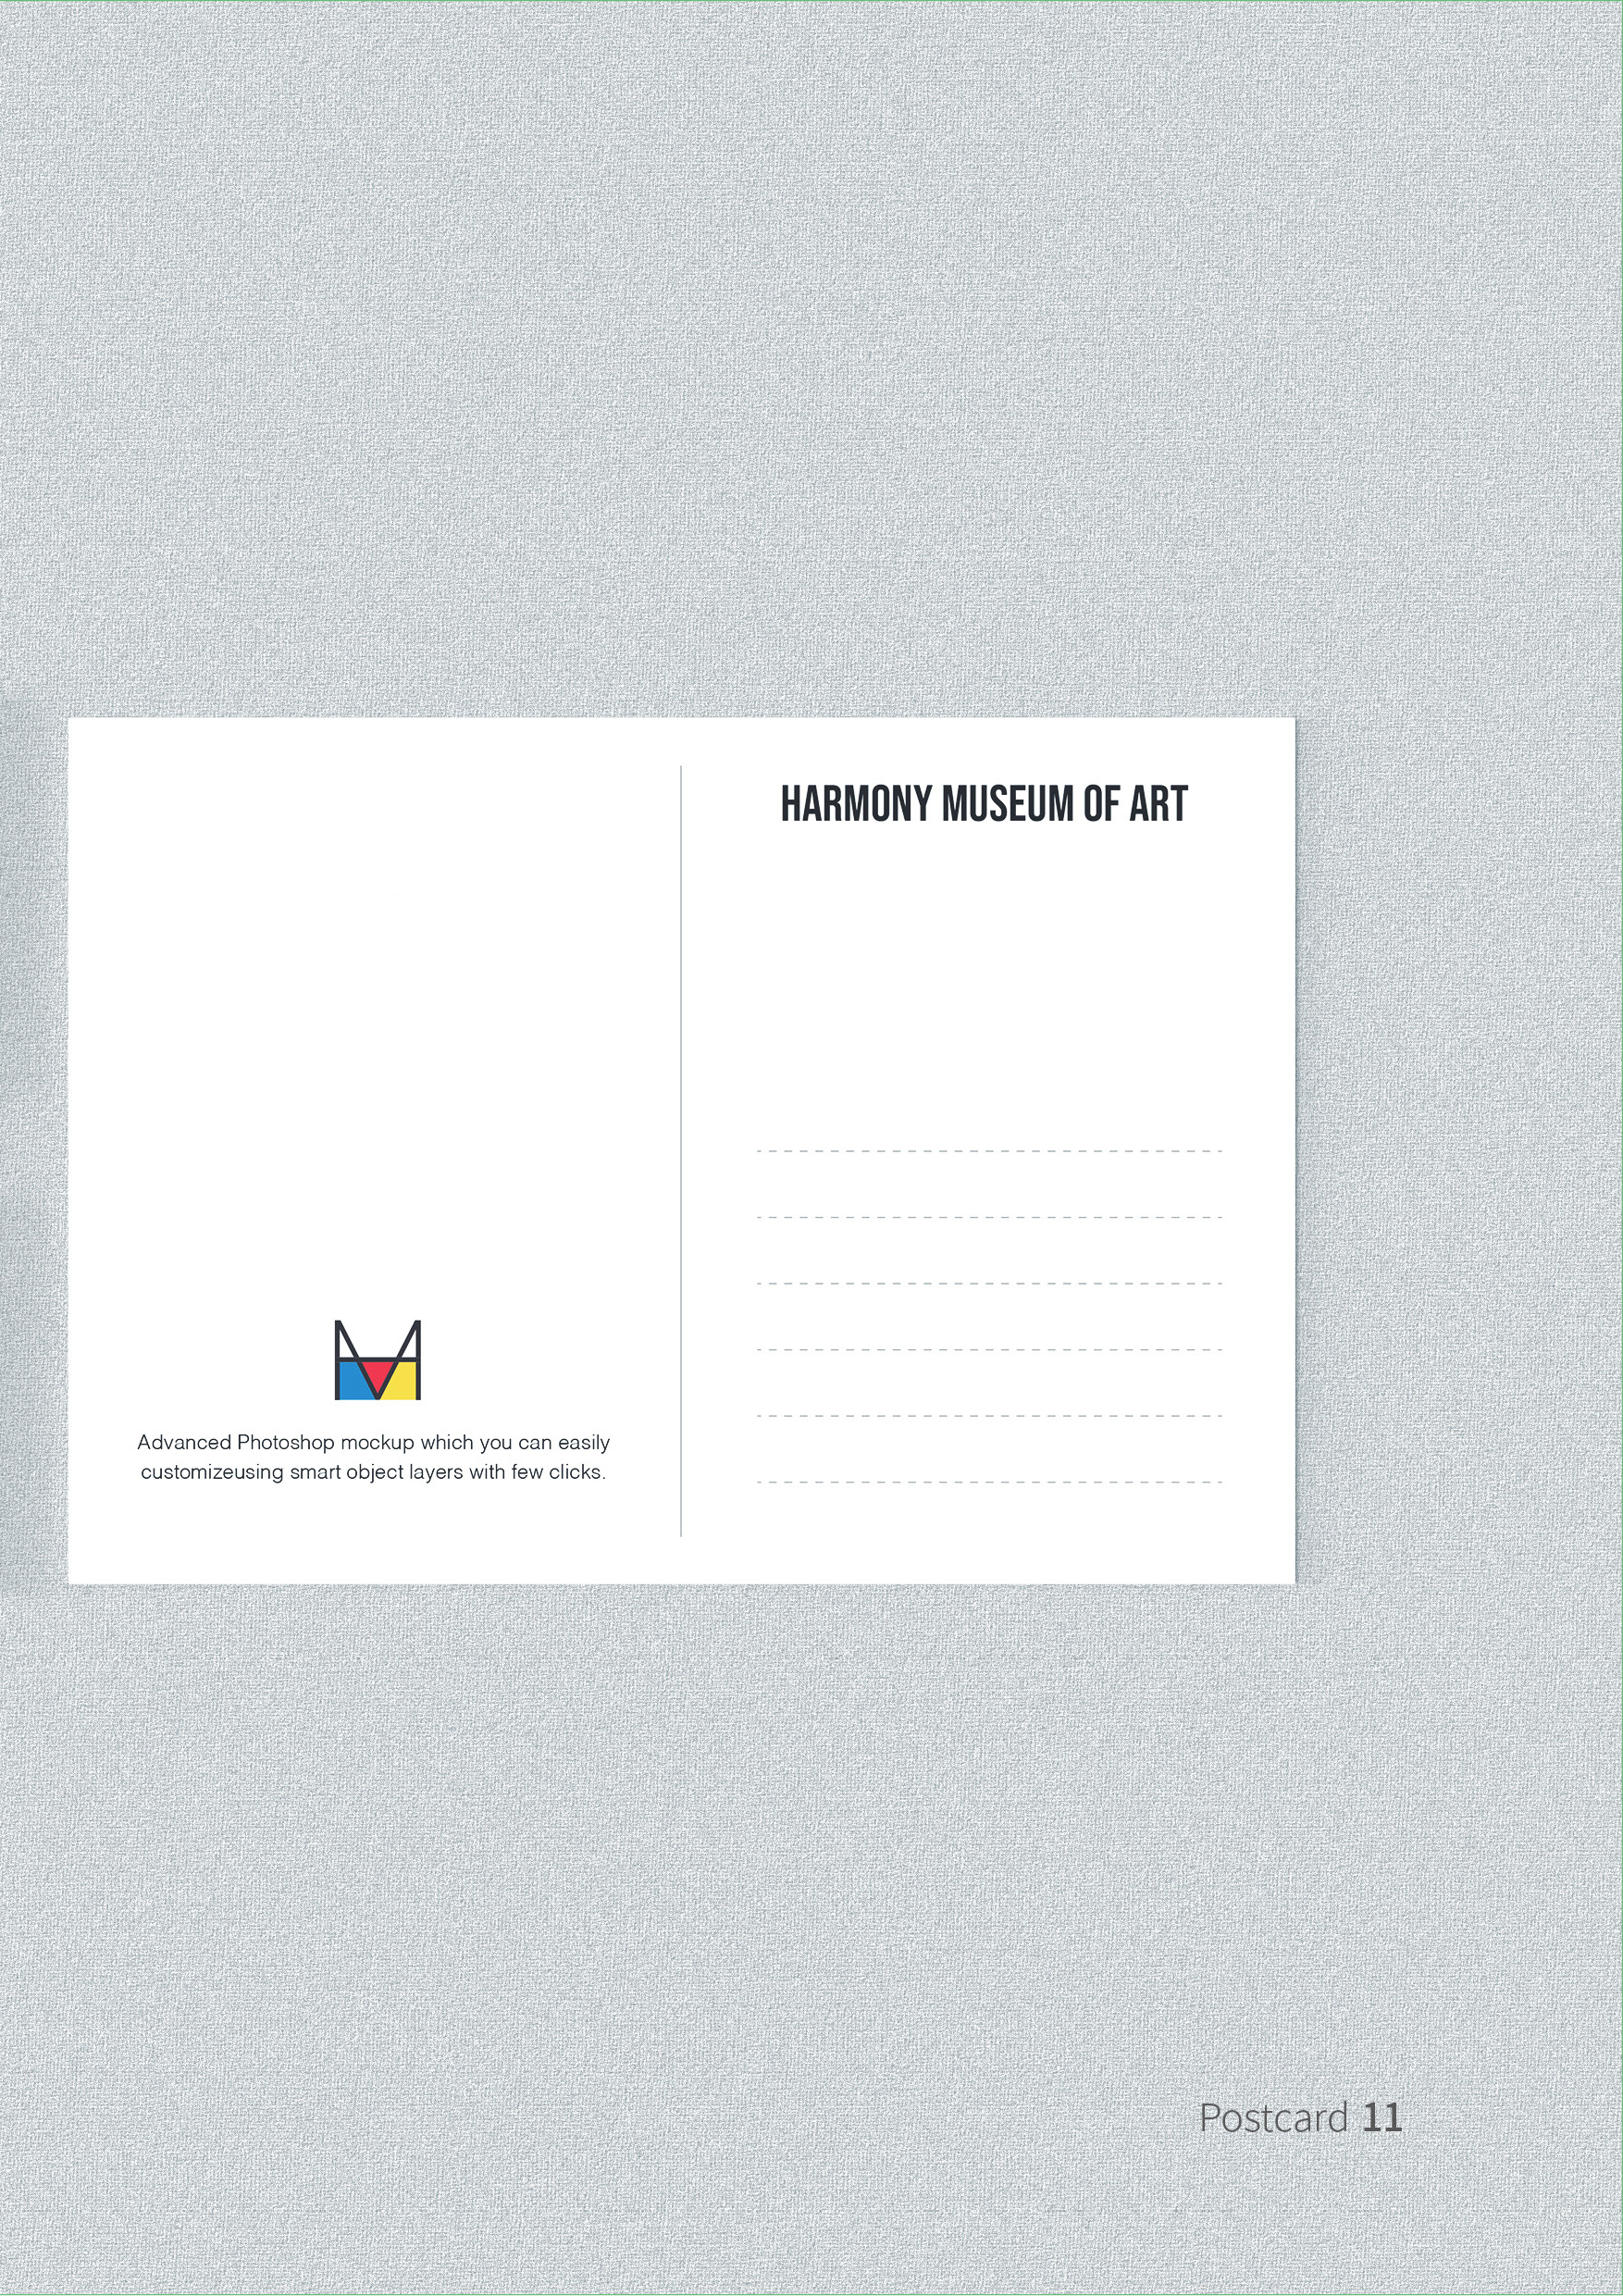 HARMONY MUSEUM OF ART
Advanced Photoshop mockup which you can easily
customizeusing smart object layers with few clicks.
Postcard 11